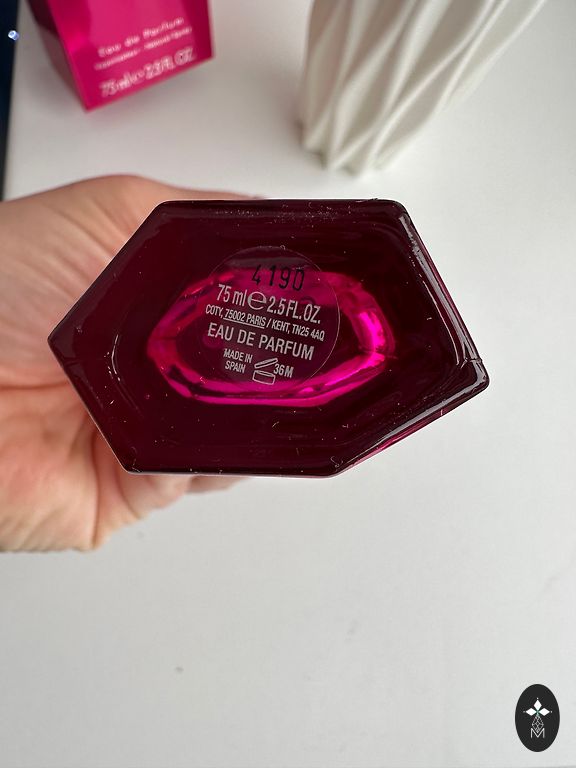 Eau de Parfum
75 ml e 2.5 FL.OZ.
4190
75 ml e 2.5 FL.OZ.
COTY, 75002 PARIS / KENT, TN25 4AQ
EAU DE PARFUM
MADE IN
SPAIN
36M
M